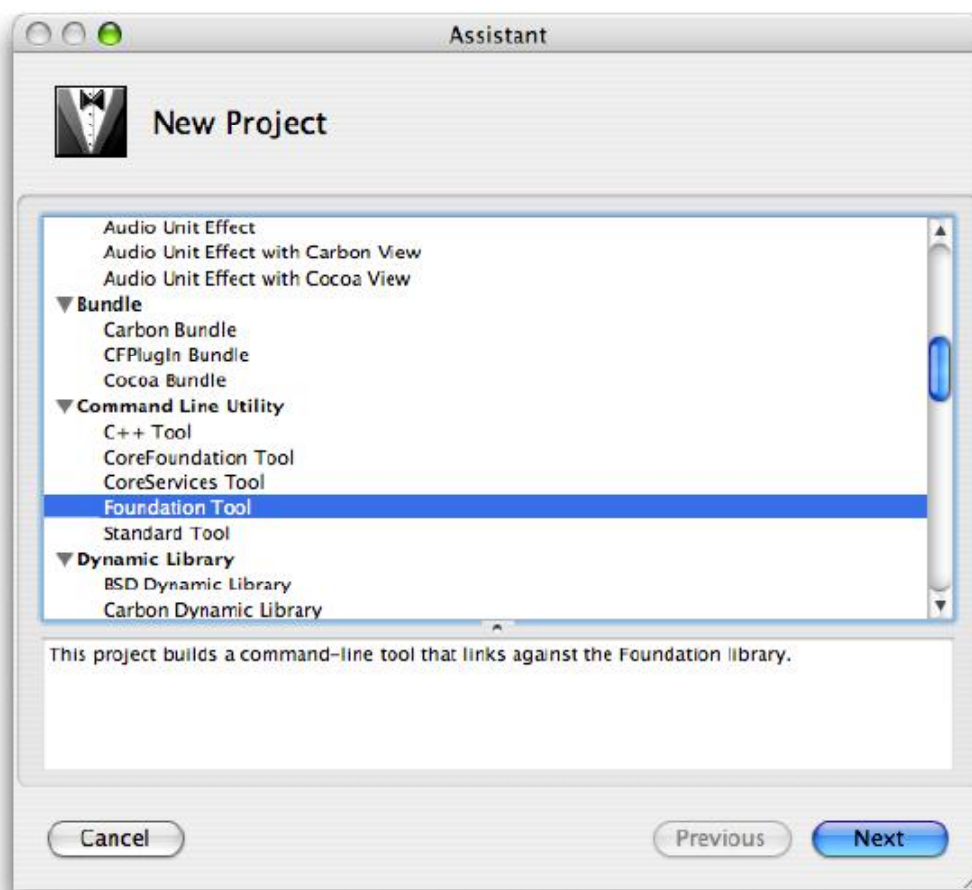 Assistant
New Project
Audio Unit Effect
Audio Unit Effect with Carbon View
Audio Unit Effect with Cocoa View
Bundle
Carbon Bundle
CFPlugIn Bundle
Cocoa Bundle
Command Line Utility
C++ Tool
CoreFoundation Tool
CoreServices Tool
Foundation Tool
Standard Tool
Dynamic Library
BSD Dynamic Library
Carbon Dynamic Library
This project builds a command-line tool that links against the Foundation library.
Cancel
Previous
Next